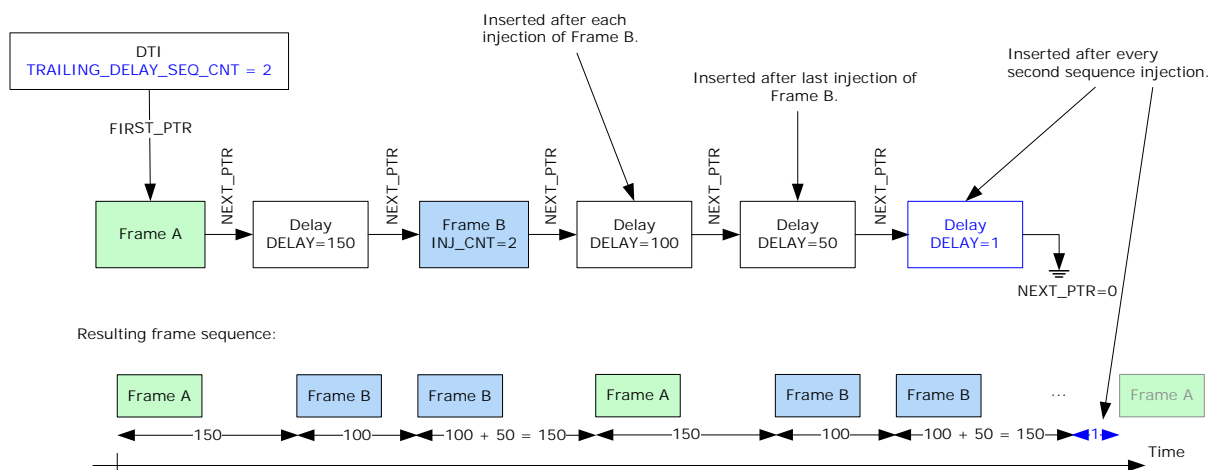 Inserted after each
injection of Frame B.
DTI
TRAILING_DELAY_SEQ_CNT = 2
Inserted after every
second sequence injection.
Inserted after last injection of
Frame B.
FIRST_PTR
NEXT_PTR
NEXT_PTR
NEXT_PTR
NEXT_PTR
NEXT_PTR
Frame A
Delay
DELAY=150
Frame B
INJ_CNT=2
Delay
DELAY=100
Delay
DELAY=50
Delay
DELAY=1
NEXT_PTR=0
Resulting frame sequence:
Frame A
Frame B
Frame B
Frame A
Frame B
Frame B
...
Frame A
150
100
100 + 50 = 150
150
100
100 + 50 = 150
1
Time